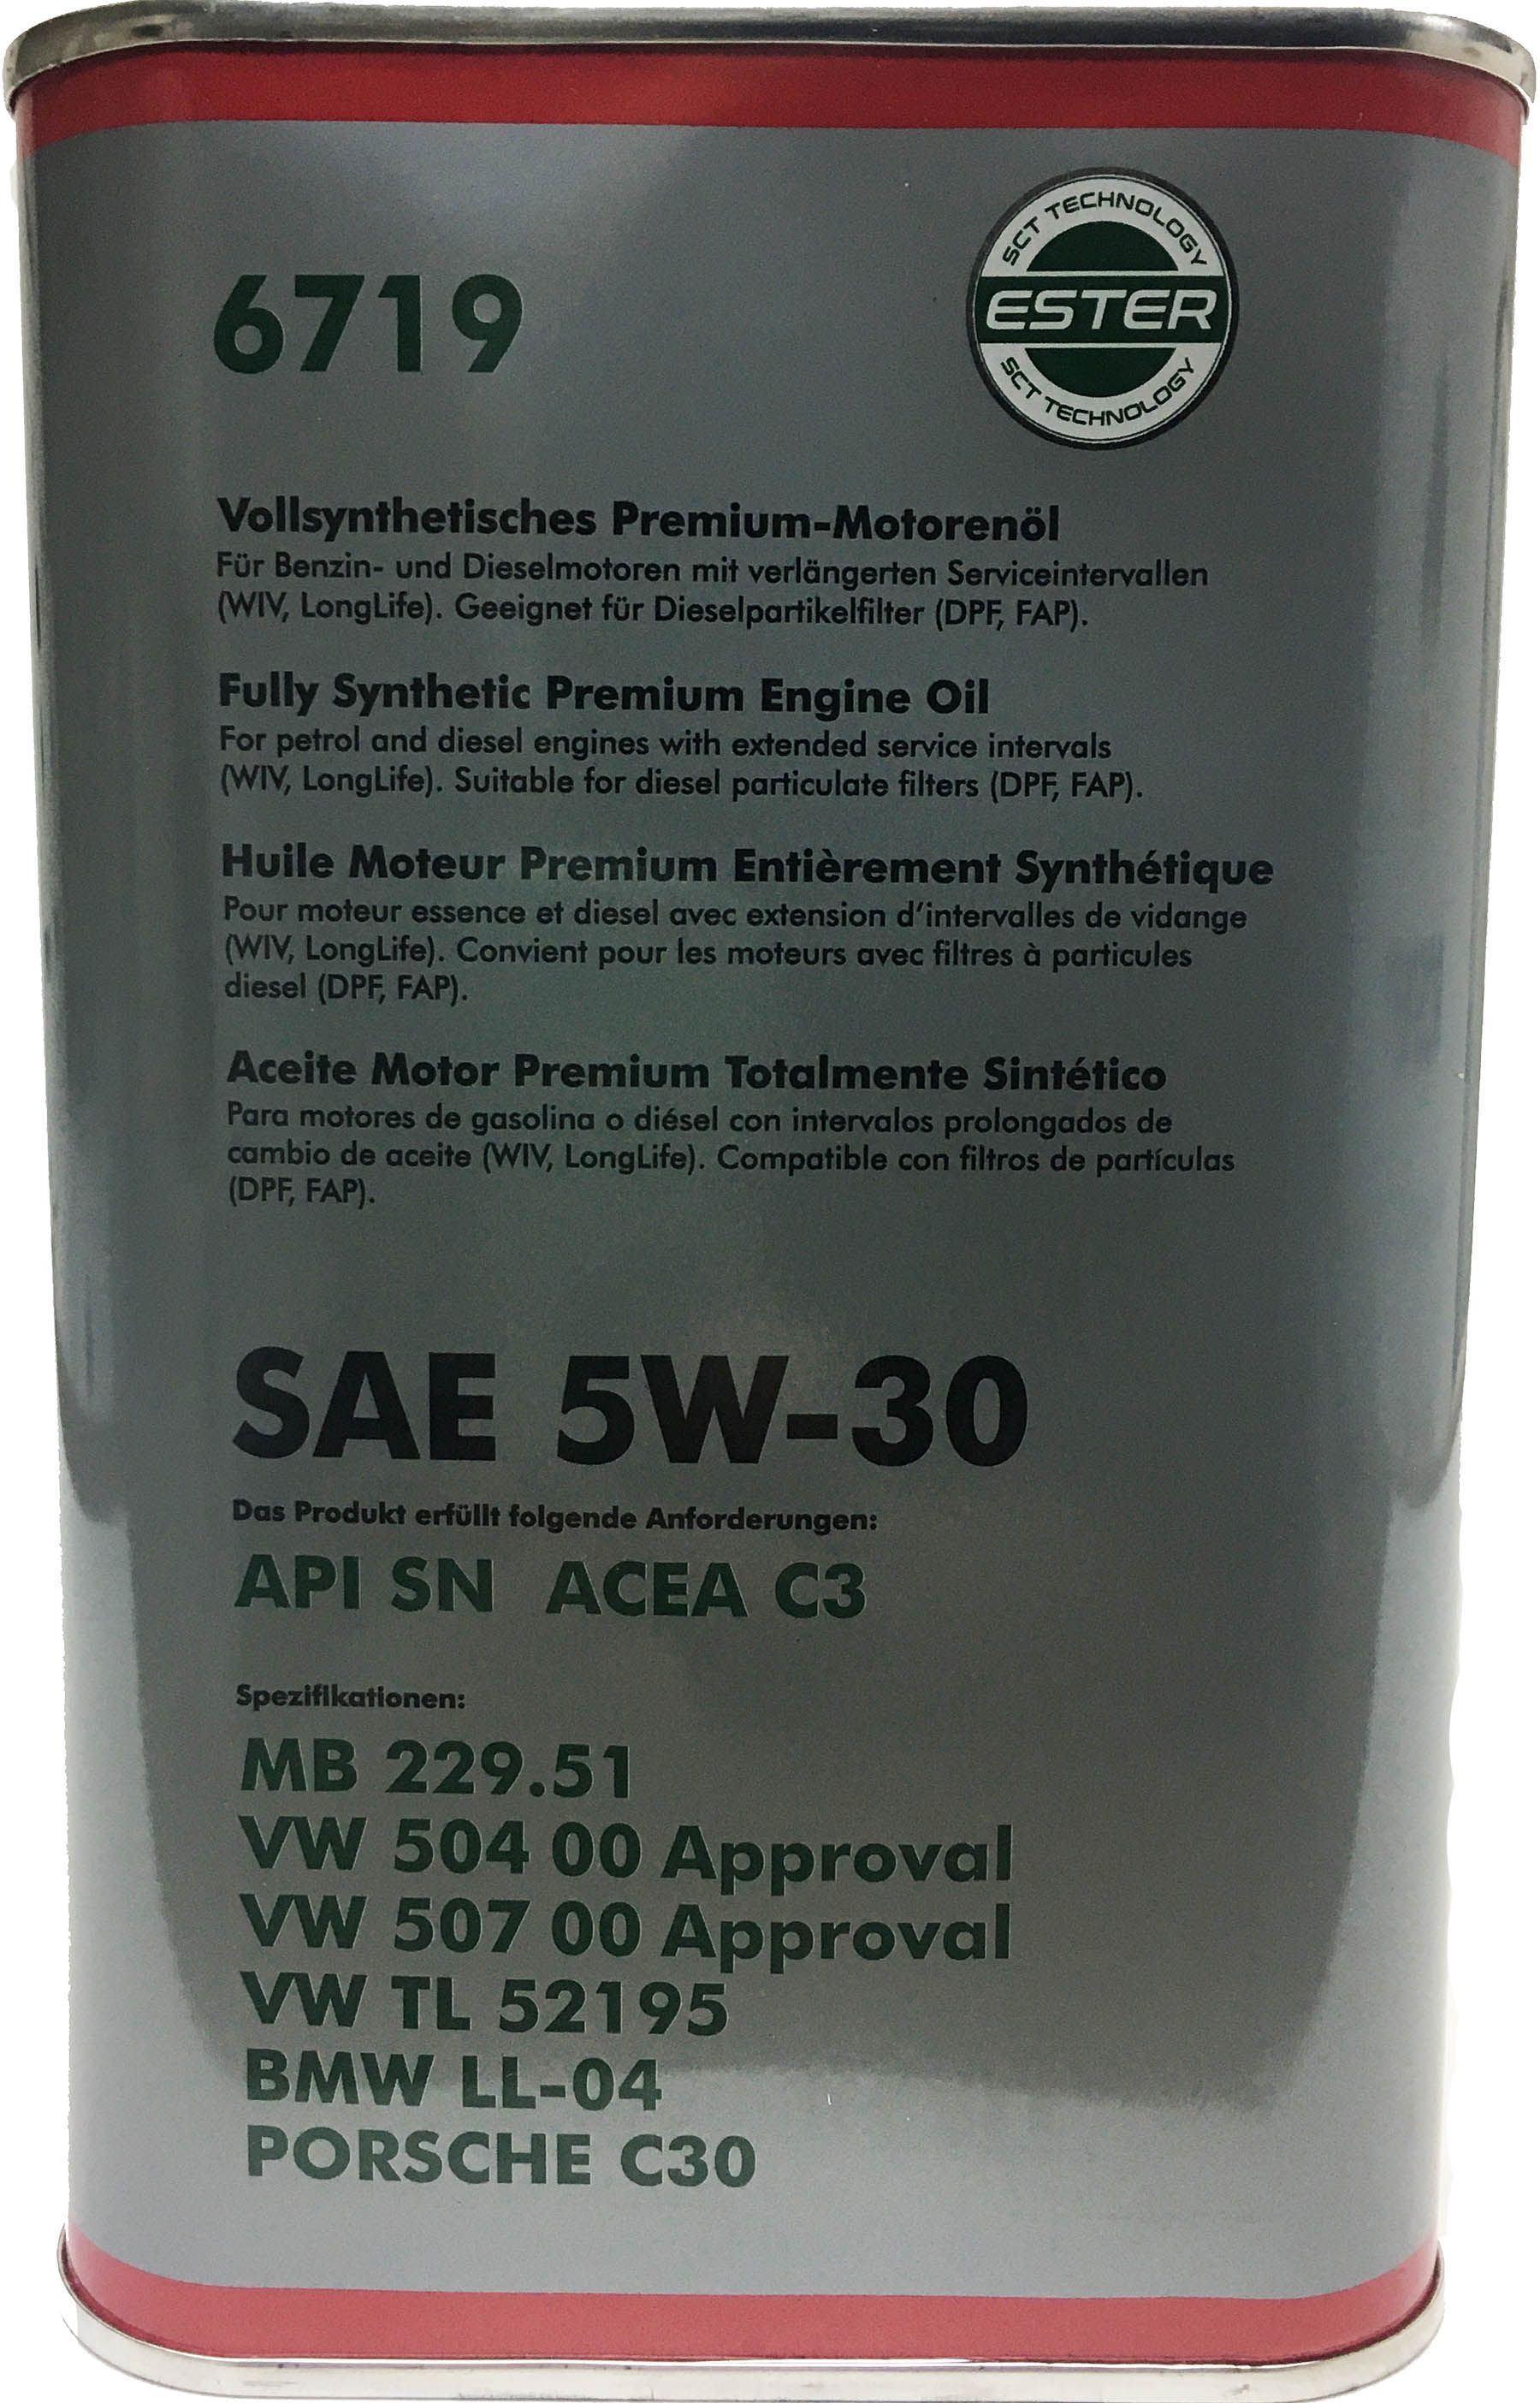 6719
SCT TECHNOLOGY
ESTER
SCT TECHNOLOGY
Vollsynthetisches Premium-Motorenöl
Für Benzin- und Dieselmotoren mit verlängerten Serviceintervallen
(WIV, LongLife). Geeignet für Dieselpartikelfilter (DPF, FAP).
Fully Synthetic Premium Engine Oil
For petrol and diesel engines with extended service intervals
(WIV, LongLife). Suitable for diesel particulate filters (DPF, FAP).
Huile Moteur Premium Entièrement Synthétique
Pour moteur essence et diesel avec extension d'intervalles de vidange
(WIV, LongLife). Convient pour les moteurs avec filtres à particules
diesel (DPF, FAP).
Aceite Motor Premium Totalmente Sintético
Para motores de gasolina o diésel con intervalos prolongados de
cambio de aceite (WIV, LongLife). Compatible con filtros de partículas
(DPF, FAP).
SAE 5W-30
Das Produkt erfüllt folgende Anforderungen:
API SN ACEA C3
Spezifikationen:
MB 229.51
VW 504 00 Approval
VW 507 00 Approval
VW TL 52195
BMW LL-04
PORSCHE C30